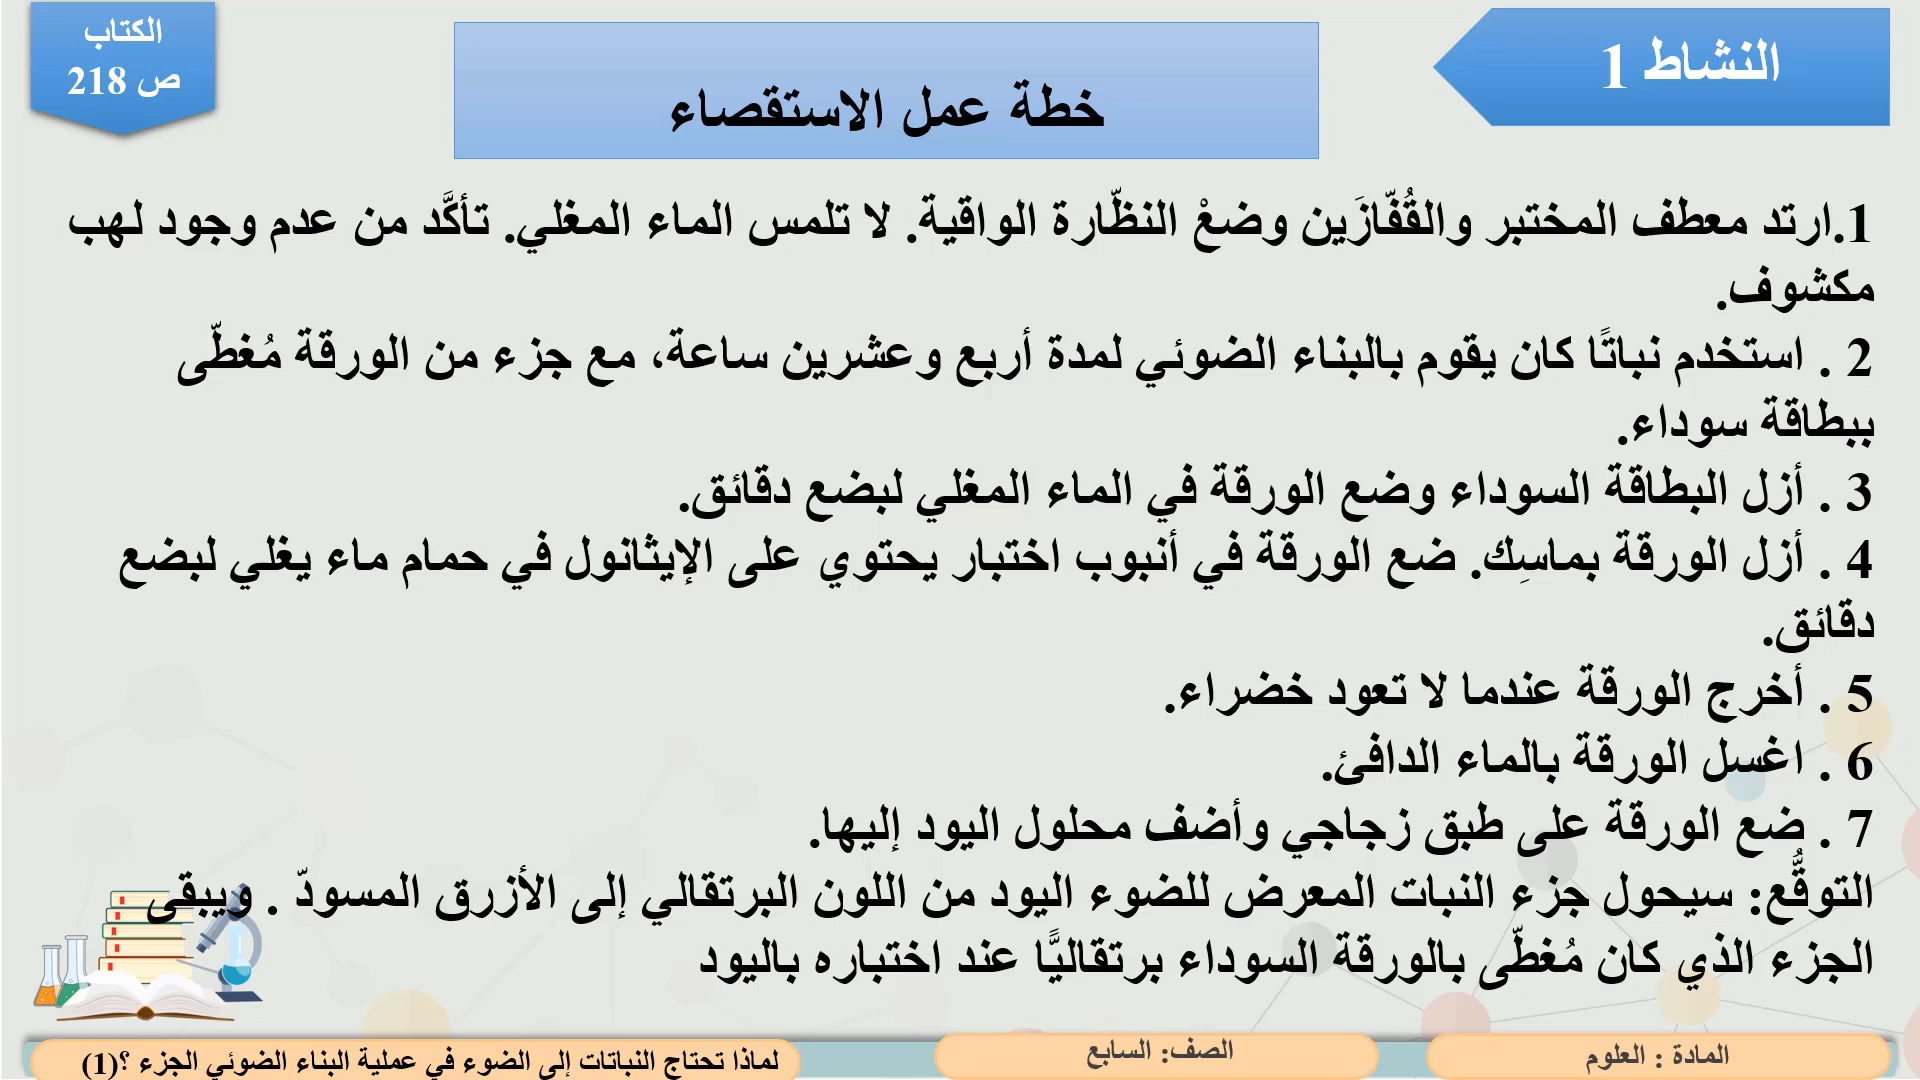 النشاط 1
خطة عمل الاستقصاء
الكتاب
ص 218
1.ارتد معطف المختبر والقُفّازَين وضعْ النظّارة الواقية. لا تلمس الماء المغلي. تأكَّد من عدم وجود لهب
مكشوف.
2 . استخدم نباتًا كان يقوم بالبناء الضوئي لمدة أربع وعشرين ساعة، مع جزء من الورقة مُغطّى
ببطاقة سوداء.
3 . أزل البطاقة السوداء وضع الورقة في الماء المغلي لبضع دقائق.
4 . أزل الورقة بماسِك. ضع الورقة في أنبوب اختبار يحتوي على الإيثانول في حمام ماء يغلي لبضع
دقائق.
5 . أخرج الورقة عندما لا تعود خضراء.
6 . اغسل الورقة بالماء الدافئ.
7 . ضع الورقة على طبق زجاجي وأضف محلول اليود إليها.
التوقُّع: سيحول جزء النبات المعرض للضوء اليود من اللون البرتقالي إلى الأزرق المسودّ . ويبقى
الجزء الذي كان مُغطّى بالورقة السوداء برتقاليًّا عند اختباره باليود
المادة : العلوم
الصف: السابع
لماذا تحتاج النباتات إلى الضوء في عملية البناء الضوئي الجزء ؟(1)